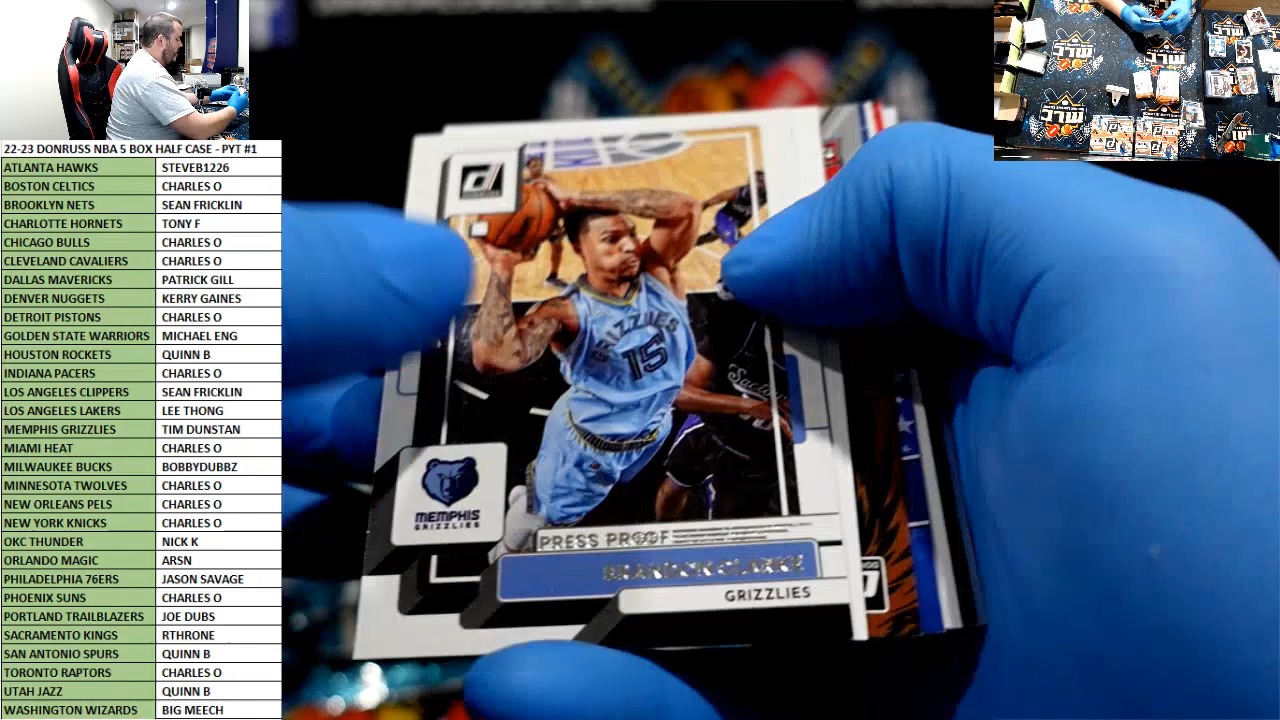 22-23 DONRUSS NBA 5 BOX HALF CASE - PYT #1
ATLANTA HAWKS STEVEB1226
BOSTON CELTICS CHARLES O
BROOKLYN NETS SEAN FRICKLIN
CHARLOTTE HORNETS TONY F
CHICAGO BULLS CHARLES O
CLEVELAND CAVALIERS CHARLES O
DALLAS MAVERICKS PATRICK GILL
DENVER NUGGETS KERRY GAINES
DETROIT PISTONS CHARLES O
GOLDEN STATE WARRIORS MICHAEL ENG
HOUSTON ROCKETS QUINN B
INDIANA PACERS CHARLES O
LOS ANGELES CLIPPERS SEAN FRICKLIN
LOS ANGELES LAKERS LEE THONG
MEMPHIS GRIZZLIES TIM DUNSTAN
MIAMI HEAT CHARLES O
MILWAUKEE BUCKS BOBBYDUBBZ
MINNESOTA TWOLVES CHARLES O
NEW ORLEANS PELS CHARLES O
NEW YORK KNICKS CHARLES O
OKC THUNDER NICK K
ORLANDO MAGIC ARSN
PHILADELPHIA 76ERS JASON SAVAGE
PHOENIX SUNS CHARLES O
PORTLAND TRAILBLAZERS JOE DUBS
SACRAMENTO KINGS RTHRONE
SAN ANTONIO SPURS QUINN B
TORONTO RAPTORS CHARLES O
UTAH JAZZ QUINN B
WASHINGTON WIZARDS BIG MEECH
GRIZZLIES
15
MEMPHIS
GRIZZLIES
PRESS PROOF
BRANDON CLARKE
GRIZZLIES